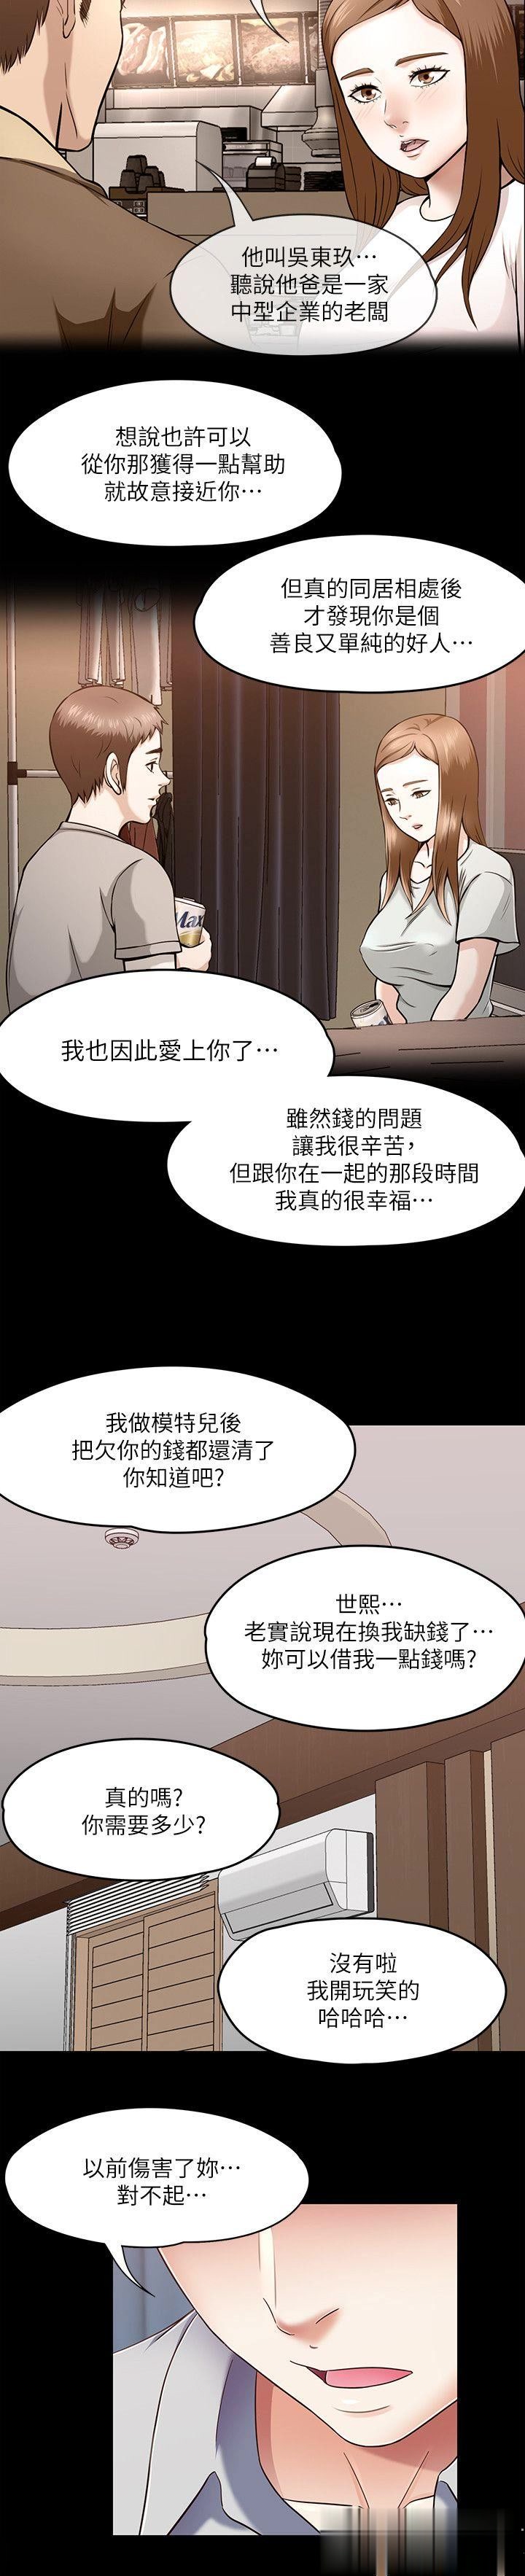 他叫吳東玖…
聽說他爸是一家
中型企業的老闆
想說也許可以
從你那獲得一點幫助
就故意接近你…
但真的同居相處後
才發現你是個
善良又單純的好人…
Max
我也因此愛上你了…
雖然錢的問題
讓我很辛苦，
但跟你在一起的那段時間
我真的很幸福…
我做模特兒後
把欠你的錢都還清了
你知道吧?
世熙…
老實說現在換我缺錢了…
妳可以借我一點錢嗎?
真的嗎?
你需要多少?
沒有啦
我開玩笑的
哈哈哈…
以前傷害了妳…
對不起…